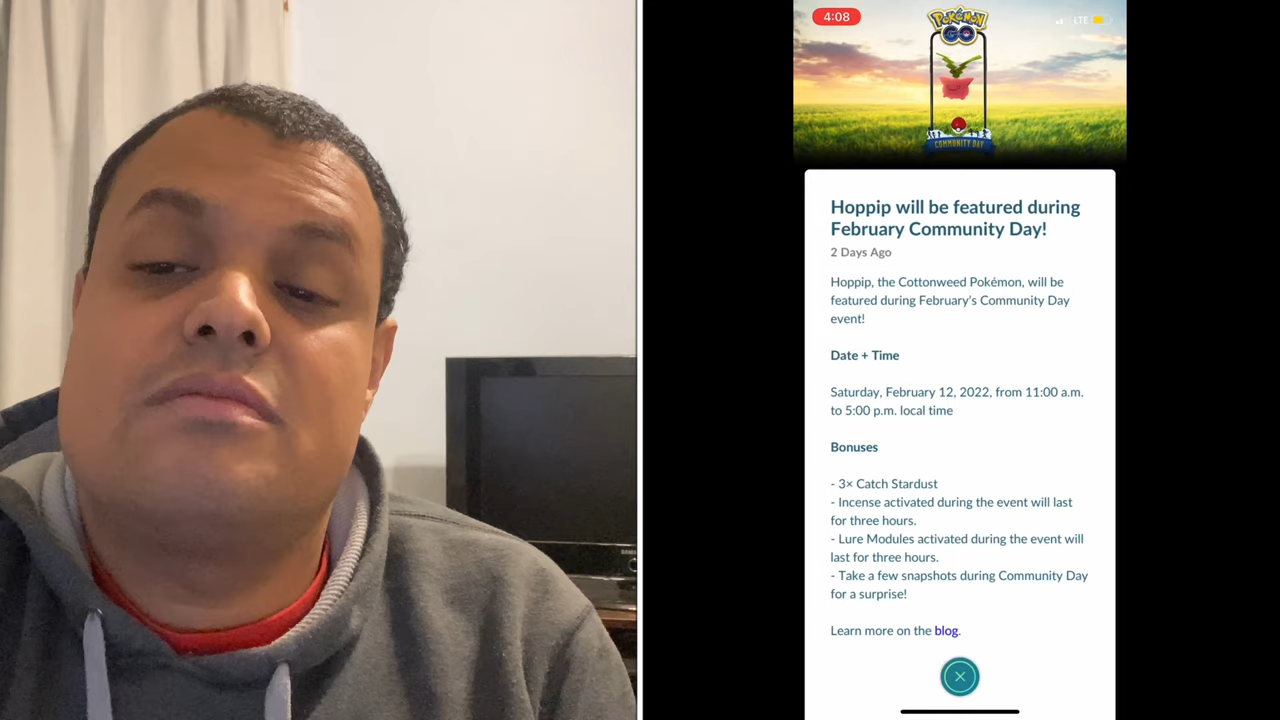 4:08
LTE
POKéMON
GO
COMMUNITY DAY
Hoppip will be featured during
February Community Day!
2 Days Ago
Hoppip, the Cottonweed Pokémon, will be
featured during February's Community Day
event!
Date + Time
Saturday, February 12, 2022, from 11:00 a.m.
to 5:00 p.m. local time
Bonuses
- 3× Catch Stardust
- Incense activated during the event will last
for three hours.
- Lure Modules activated during the event will
last for three hours.
- Take a few snapshots during Community Day
for a surprise!
Learn more on the blog.